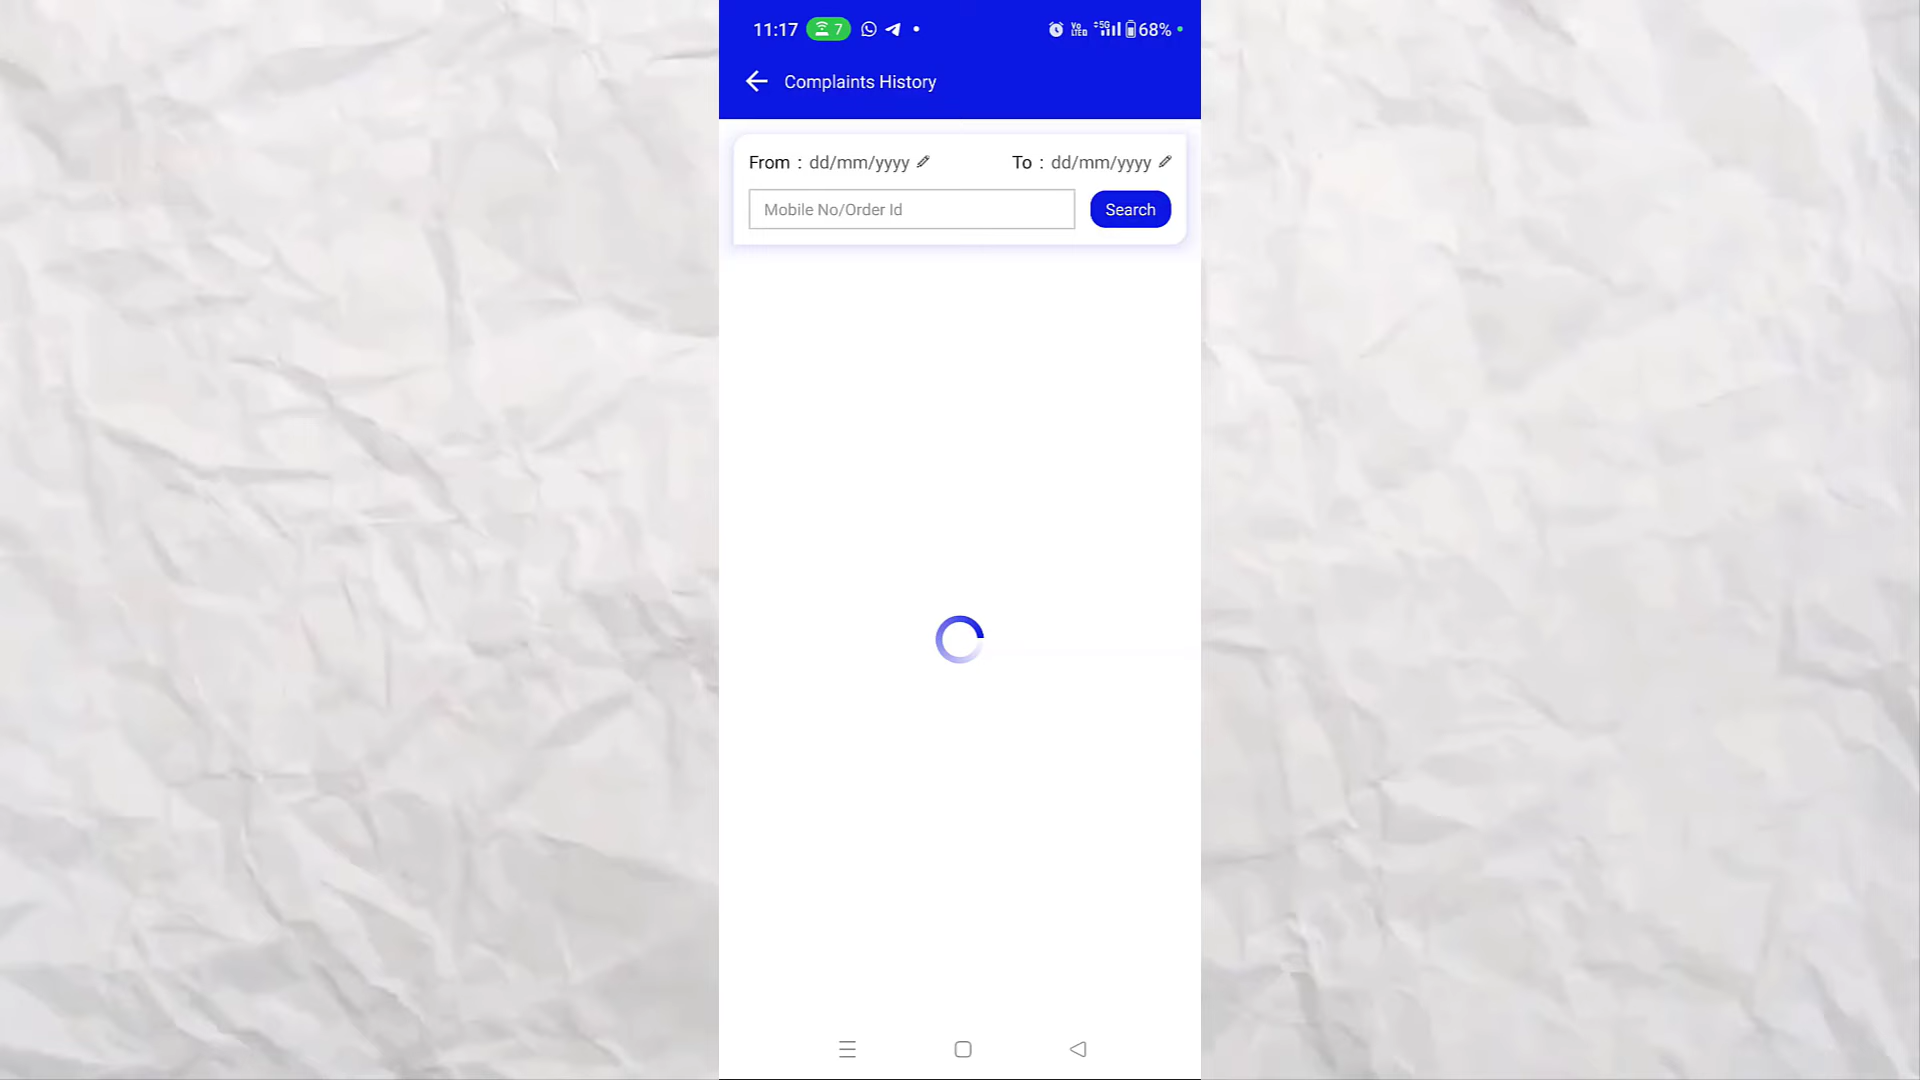 11:17 7 5G 68%
Complaints History
From : dd/mm/yyyy To : dd/mm/yyyy
Mobile No/Order Id Search